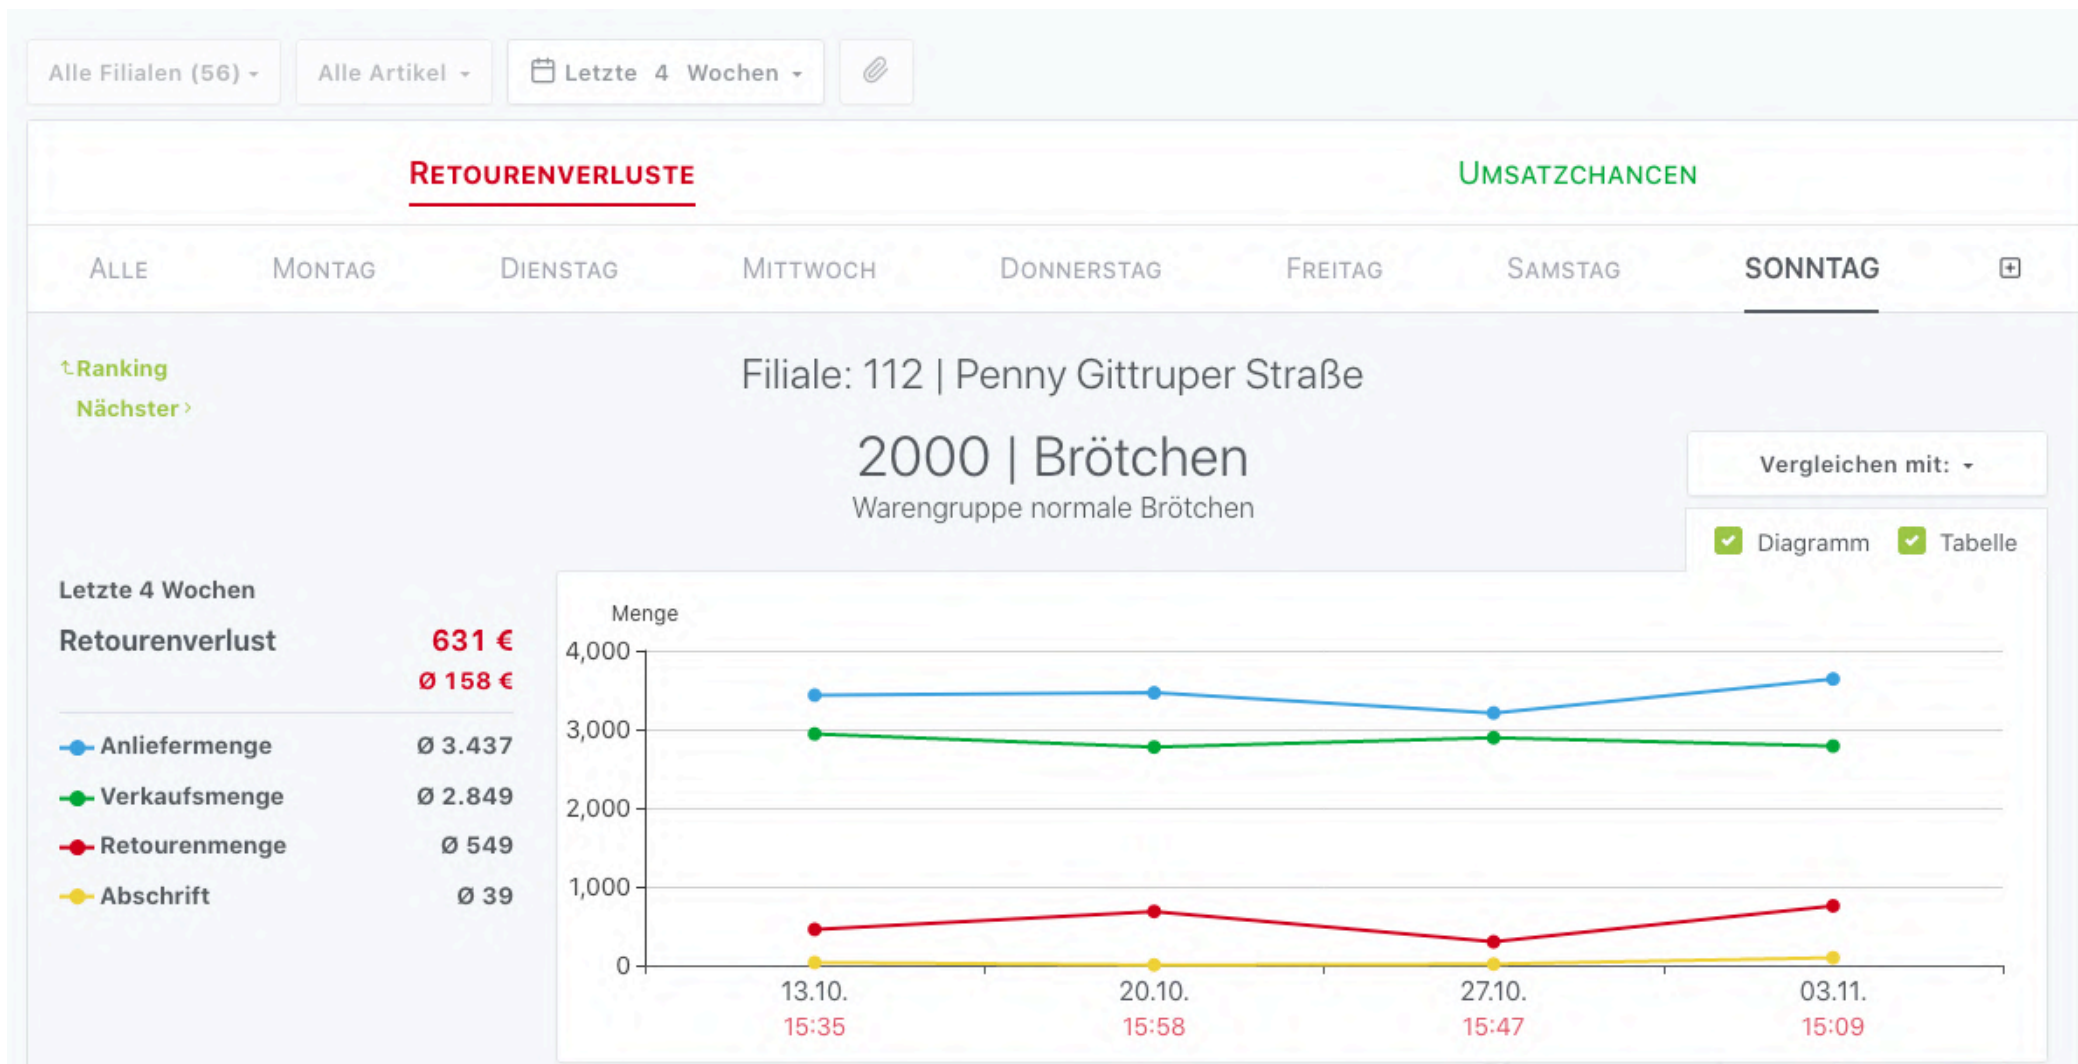 Alle Filialen (56)
Alle Artikel
Letzte 4 Wochen
RETOURENVERLUSTE
UMSATZCHANCEN
ALLE MONTAG DIENSTAG MITTWOCH DONNERSTAG FREITAG SAMSTAG SONNTAG
Ranking
Nächster
Filiale: 112 | Penny Gittruper Straße
2000 | Brötchen
Warengruppe normale Brötchen
Vergleichen mit:
Diagramm Tabelle
Letzte 4 Wochen
Retourenverlust 631 €
Ø 158 €
Anliefermenge Ø 3.437
Verkaufsmenge Ø 2.849
Retourenmenge Ø 549
Abschrift Ø 39
Menge
4,000
3,000
2,000
1,000
0
13.10. 20.10. 27.10. 03.11.
15:35 15:58 15:47 15:09